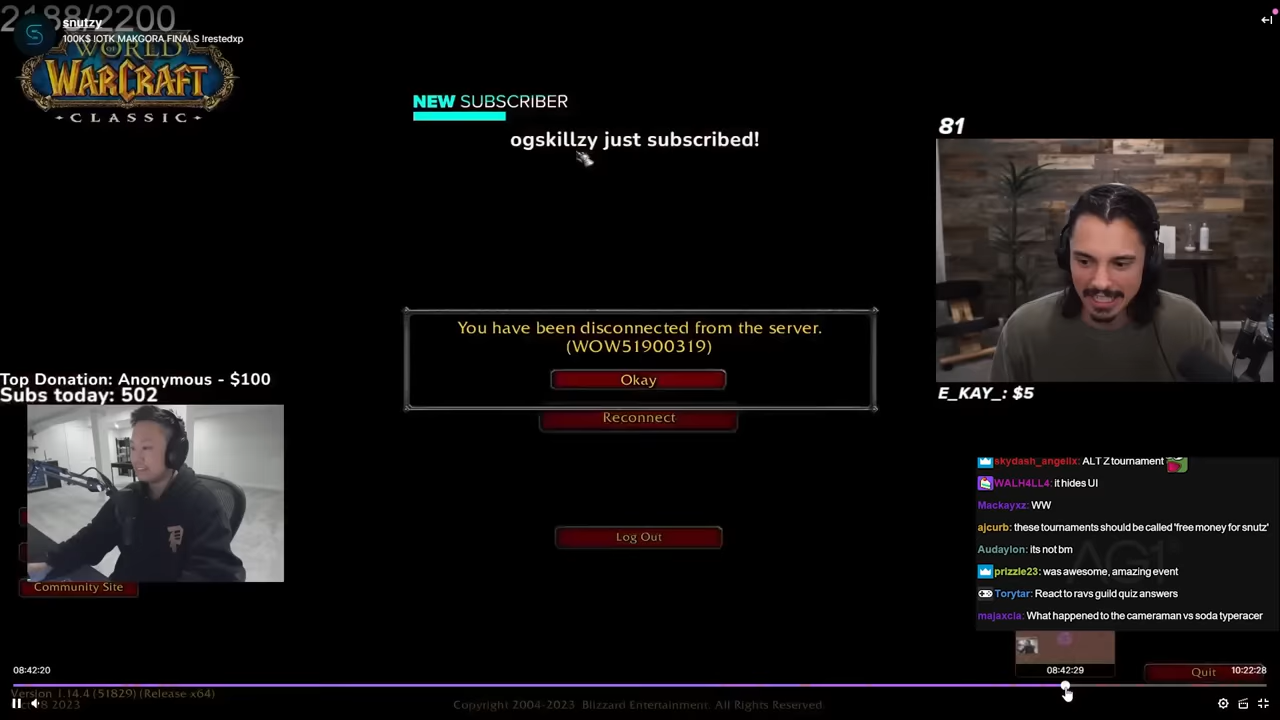 2188/2200
snutzy
100K$ !OTK MAKGORA FINALS !restedxp
WORLD
OF
WARCRAFT
CLASSIC
NEW SUBSCRIBER
ogskillzy just subscribed!
81
You have been disconnected from the server.
(WOW51900319)
Okay
Reconnect
Top Donation: Anonymous - $100
Subs today: 502
E_KAY_: $5
skydash_angelix: ALT Z tournament
WALH4LL4: it hides UI
Mackayxz: WW
ajcurb: these tournaments should be called 'free money for snutz'
Audaylon: its not bm
prizzle23: was awesome, amazing event
Torytar: React to ravs guild quiz answers
majaxcia: What happened to the cameraman vs soda typeracer
AG1
Log Out
Community Site
08:42:20
08:42:29
Quit
10:22:28
Version 1.14.4 (51829) (Release x64)
Oct 8 2023
Copyright 2004-2023 Blizzard Entertainment. All Rights Reserved.